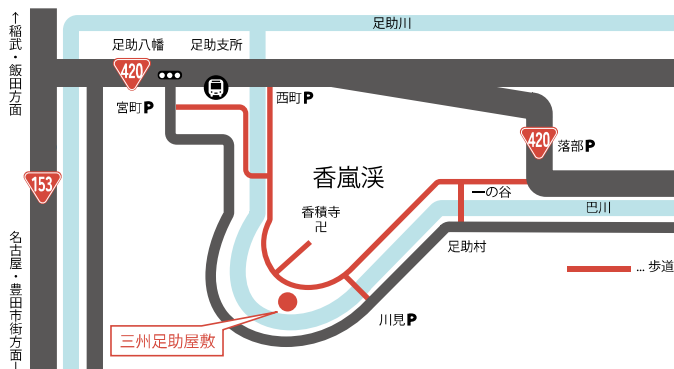 ↑稲武・飯田方面
足助川
足助八幡
足助支所
420
宮町P
西町P
420
落部P
153
香嵐渓
一の谷
香積寺
卍
巴川
足助村
名古屋・豊田市街方面↓
… 歩道
川見P
三州足助屋敷